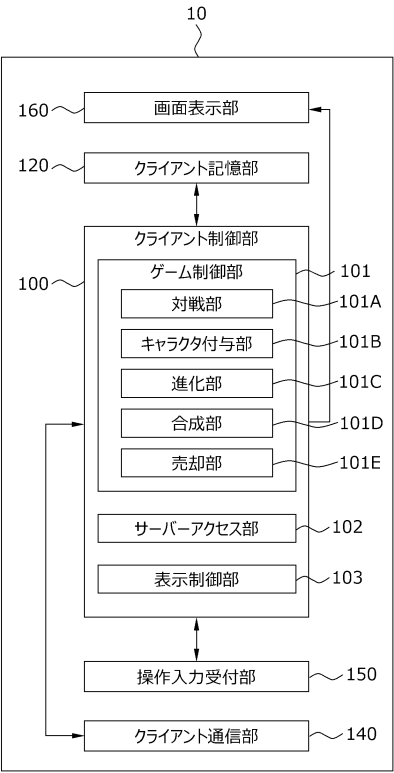 10
160
画面表示部
120
クライアント記憶部
クライアント制御部
100
ゲーム制御部
101
対戦部
101A
キャラクタ付与部
101B
進化部
101C
合成部
101D
売却部
101E
サーバーアクセス部
102
表示制御部
103
操作入力受付部
150
クライアント通信部
140